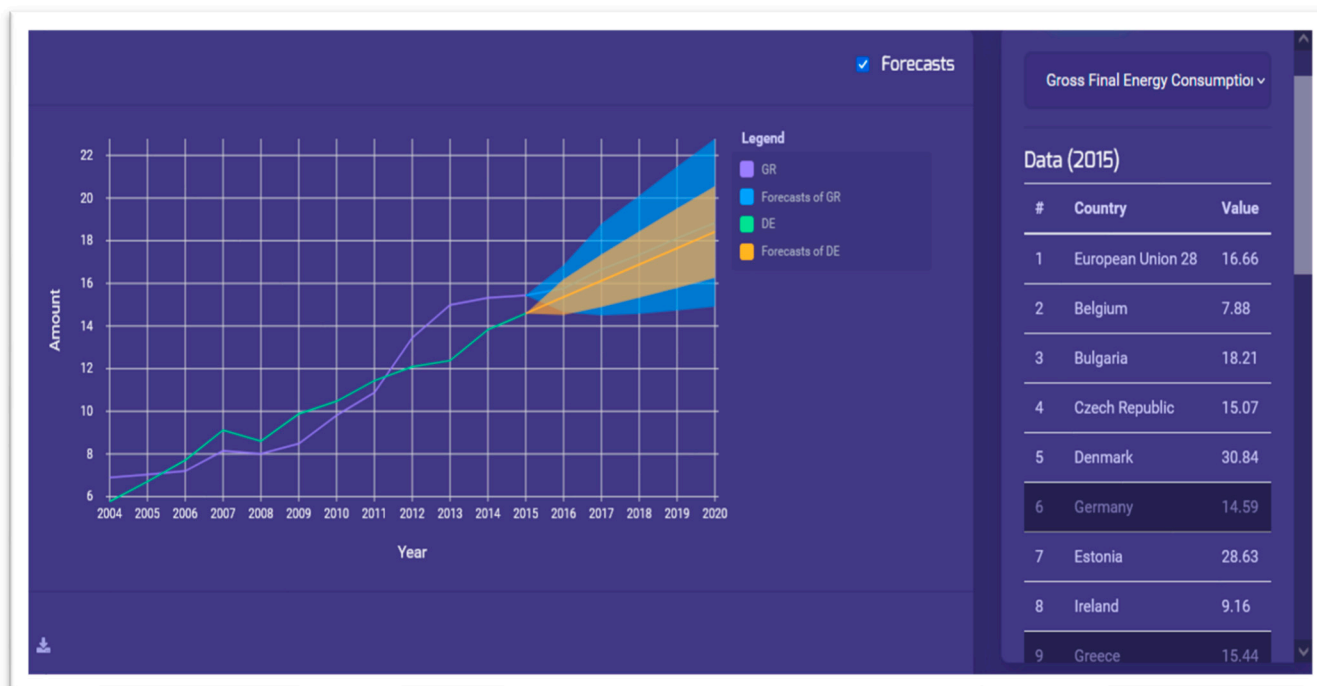 Forecasts
Legend
GR
Forecasts of GR
DE
Forecasts of DE
22
20
18
16
14
12
10
8
6
Amount
2004 2005 2006 2007 2008 2009 2010 2011 2012 2013 2014 2015 2016 2017 2018 2019 2020
Year
Gross Final Energy Consumption
Data (2015)
# Country Value
1 European Union 28 16.66
2 Belgium 7.88
3 Bulgaria 18.21
4 Czech Republic 15.07
5 Denmark 30.84
6 Germany 14.59
7 Estonia 28.63
8 Ireland 9.16
9 Greece 15.44